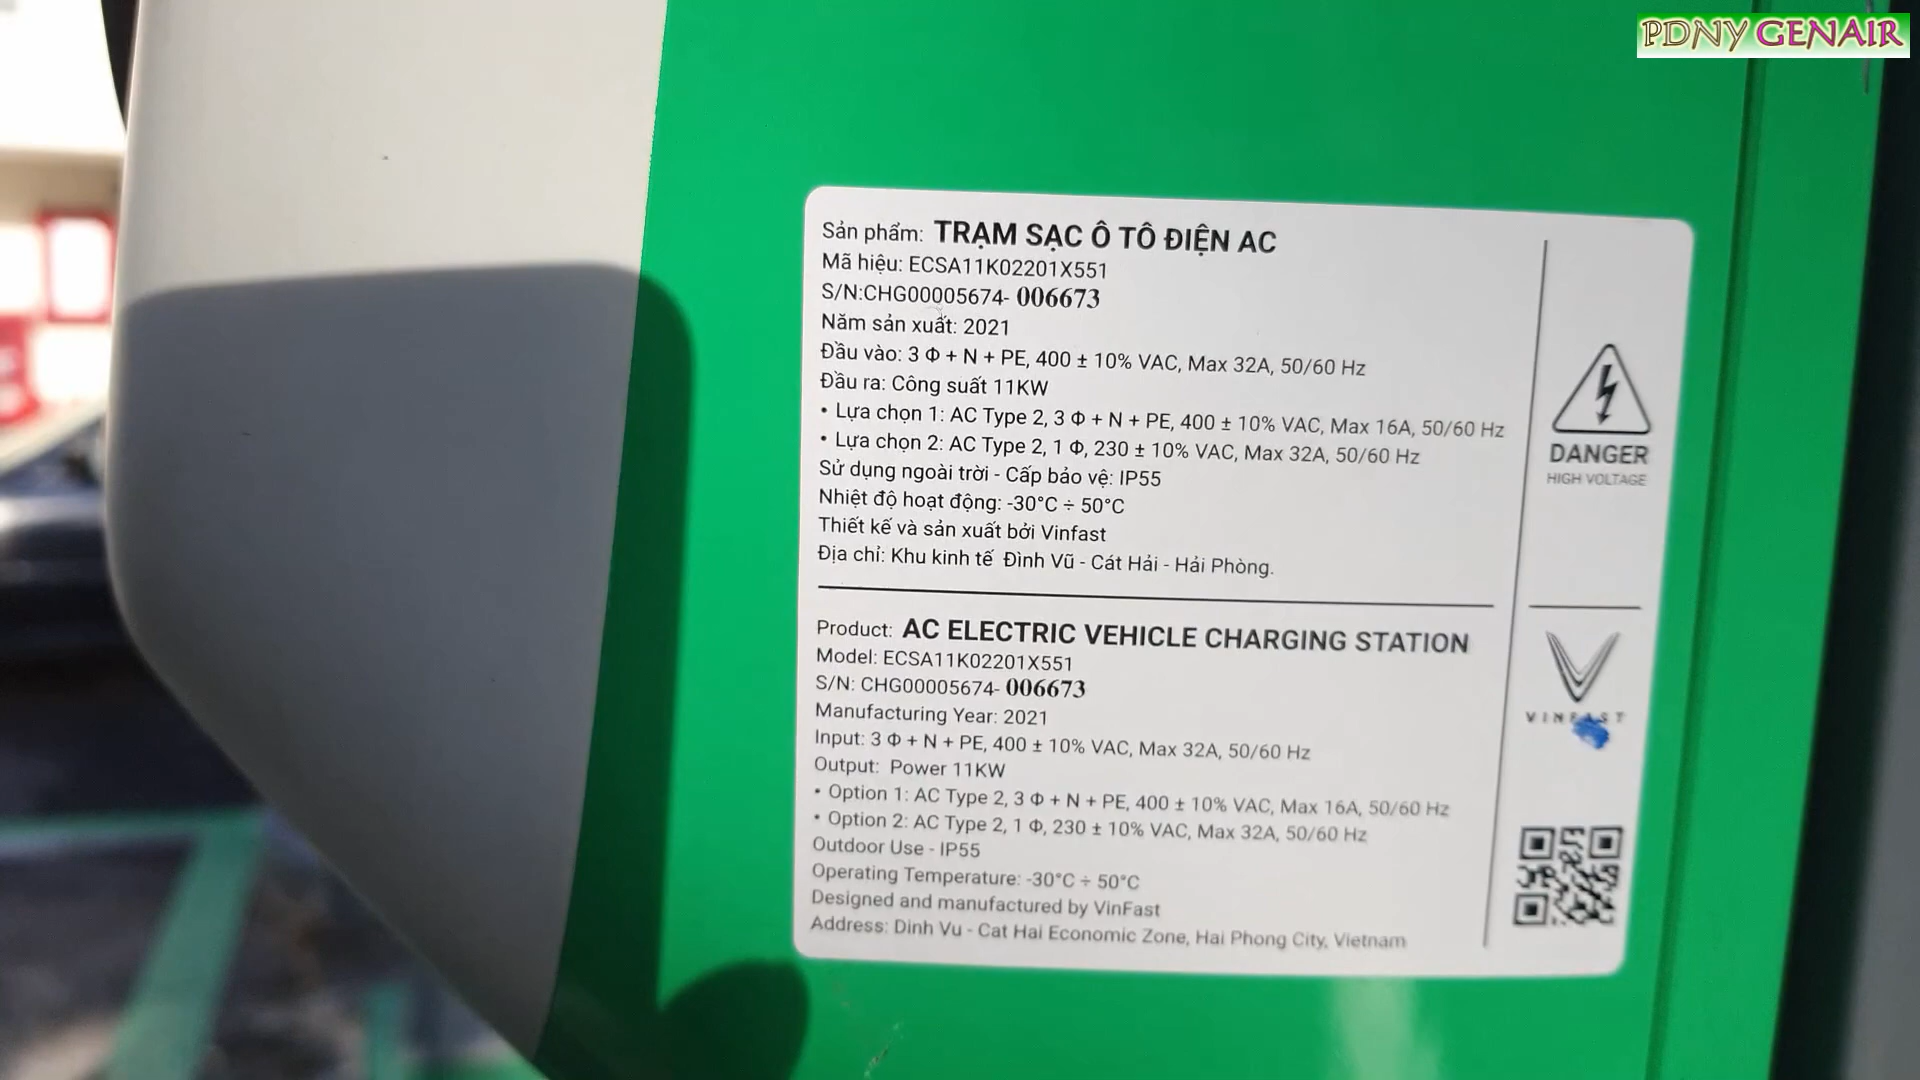 PDNY GENAIR
Sản phẩm: TRẠM SẠC Ô TÔ ĐIỆN AC
Mã hiệu: ECSA11K02201X551
S/N:CHG00005674- 006673
Năm sản xuất: 2021
Đầu vào: 3 Φ + N + PE, 400 ± 10% VAC, Max 32A, 50/60 Hz
Đầu ra: Công suất 11KW
• Lựa chọn 1: AC Type 2, 3 Φ + N + PE, 400 ± 10% VAC, Max 16A, 50/60 Hz
• Lựa chọn 2: AC Type 2, 1 Φ, 230 ± 10% VAC, Max 32A, 50/60 Hz
Sử dụng ngoài trời - Cấp bảo vệ: IP55
Nhiệt độ hoạt động: -30°C ÷ 50°C
Thiết kế và sản xuất bởi Vinfast
Địa chỉ: Khu kinh tế Đình Vũ - Cát Hải - Hải Phòng.
DANGER
HIGH VOLTAGE
Product: AC ELECTRIC VEHICLE CHARGING STATION
Model: ECSA11K02201X551
S/N: CHG00005674- 006673
Manufacturing Year: 2021
Input: 3 Φ + N + PE, 400 ± 10% VAC, Max 32A, 50/60 Hz
Output: Power 11KW
• Option 1: AC Type 2, 3 Φ + N + PE, 400 ± 10% VAC, Max 16A, 50/60 Hz
• Option 2: AC Type 2, 1 Φ, 230 ± 10% VAC, Max 32A, 50/60 Hz
Outdoor Use - IP55
Operating Temperature: -30°C ÷ 50°C
Designed and manufactured by VinFast
Address: Dinh Vu - Cat Hai Economic Zone, Hai Phong City, Vietnam
VINFAST